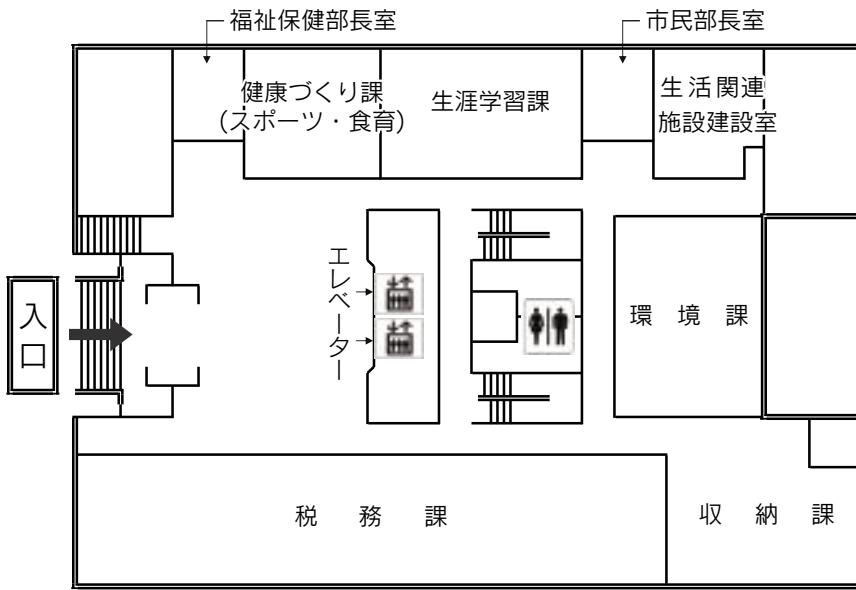 福祉保健部長室
市民部長室
健康づくり課
(スポーツ・食育)
生涯学習課
生活関連
施設建設室
エレベーター
入口
環境課
税務課
収納課